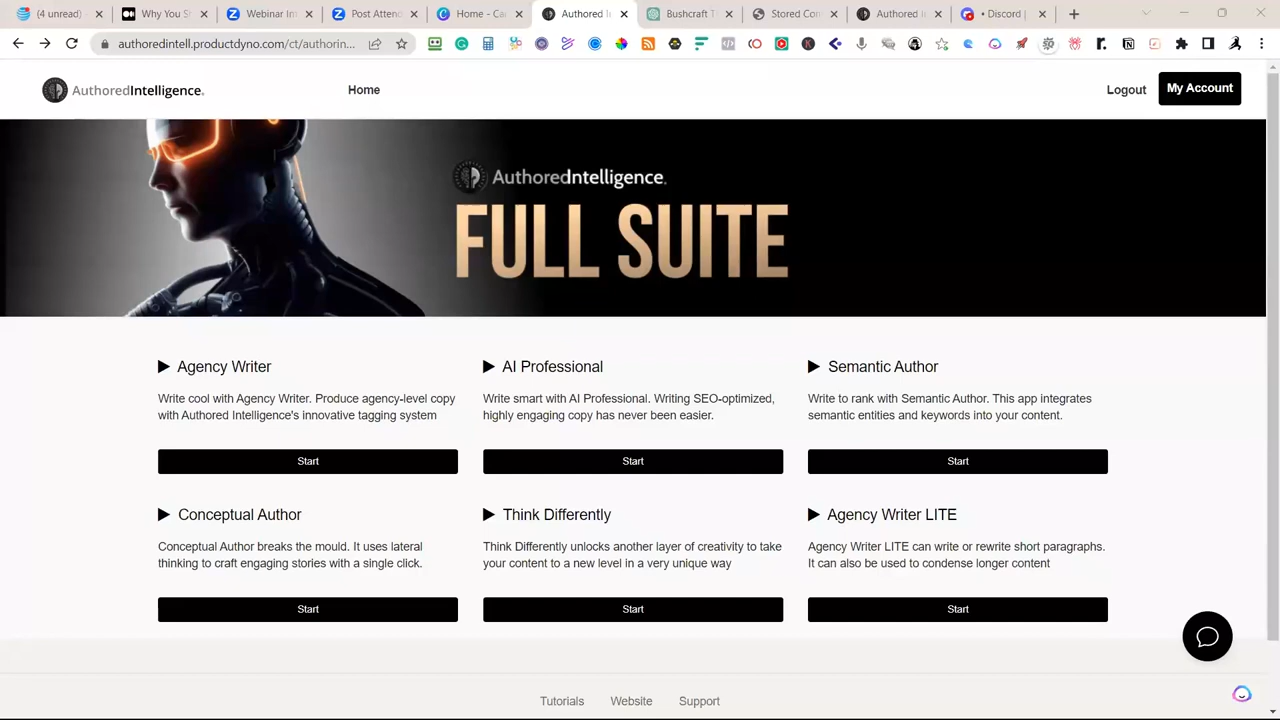 (4 unread)
Why You S
Webinar In
Post Attend
Home - Ca
Authored I
Bushcraft T
Stored Con
Authored I
• Discord |
authoredintell.productdyno.com/ct/authorin...
AuthoredIntelligence.
Home
Logout
My Account
AuthoredIntelligence.
FULL SUITE
Agency Writer
Write cool with Agency Writer. Produce agency-level copy
with Authored Intelligence's innovative tagging system
Start
AI Professional
Write smart with AI Professional. Writing SEO-optimized,
highly engaging copy has never been easier.
Start
Semantic Author
Write to rank with Semantic Author. This app integrates
semantic entities and keywords into your content.
Start
Conceptual Author
Conceptual Author breaks the mould. It uses lateral
thinking to craft engaging stories with a single click.
Start
Think Differently
Think Differently unlocks another layer of creativity to take
your content to a new level in a very unique way
Start
Agency Writer LITE
Agency Writer LITE can write or rewrite short paragraphs.
It can also be used to condense longer content
Start
Tutorials
Website
Support